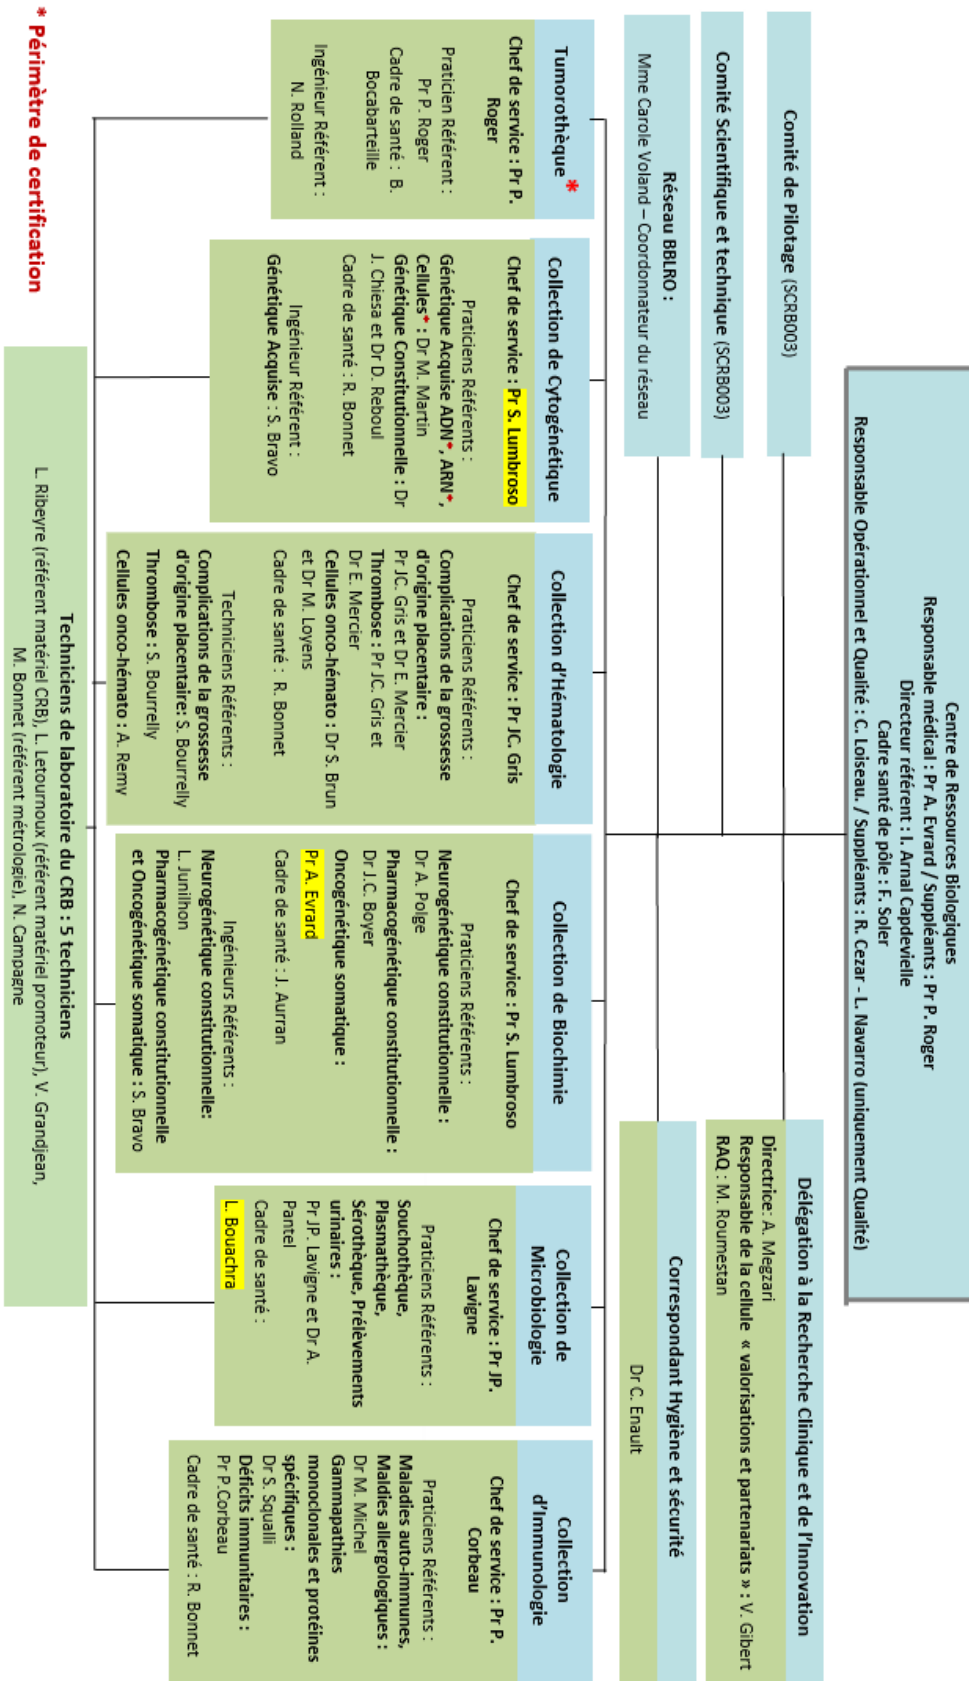 Centre de Ressources Biologiques
Responsable médical : Pr A. Evrard / Suppléants : Pr P. Roger
Directeur référent : I. Arnal Capdevielle
Cadre santé de pôle : F. Soler
Responsable Opérationnel et Qualité : C. Loiseau. / Suppléants : R. Cezar - L. Navarro (uniquement Qualité)
Comité de Pilotage (SCRB003)
Comité Scientifique et technique (SCRB003)
Réseau BBLRO :
Mme Carole Voland – Coordonnateur du réseau
Délégation à la Recherche Clinique et de l'Innovation
Directrice: A. Megzari
Responsable de la cellule « valorisations et partenariats » : V. Gibert
RAQ : M. Roumestan
Correspondant Hygiène et sécurité
Dr C. Enault
Tumorothèque *
Chef de service : Pr P.
Roger
Praticien Référent :
Pr P. Roger
Cadre de santé : B.
Bocabarteille
Ingénieur Référent :
N. Rolland
Collection de Cytogénétique
Chef de service : Pr S. Lumbroso
Praticiens Référents :
Génétique Acquise ADN*, ARN*,
Cellules* : Dr M. Martin
Génétique Constitutionnelle : Dr
J. Chiesa et Dr D. Reboul
Cadre de santé : R. Bonnet
Ingénieur Référent :
Génétique Acquise : S. Bravo
Collection d'Hématologie
Chef de service : Pr JC. Gris
Praticiens Référents :
Complications de la grossesse
d'origine placentaire :
Pr JC. Gris et Dr E. Mercier
Thrombose : Pr JC. Gris et
Dr E. Mercier
Cellules onco-hémato : Dr S. Brun
et Dr M. Loyens
Cadre de santé : R. Bonnet
Techniciens Référents :
Complications de la grossesse
d'origine placentaire: S. Bourrelly
Thrombose : S. Bourrelly
Cellules onco-hémato : A. Remy
Collection de Biochimie
Chef de service : Pr S. Lumbroso
Praticiens Référents :
Neurogénétique constitutionnelle :
Dr A. Polge
Pharmacogénétique constitutionnelle :
Dr J.C. Boyer
Oncogénétique somatique :
Pr A. Evrard
Cadre de santé : J. Aurran
Ingénieurs Référents :
Neurogénétique constitutionnelle:
L. Junilhon
Pharmacogénétique constitutionnelle
et Oncogénétique somatique : S. Bravo
Collection de
Microbiologie
Chef de service : Pr JP.
Lavigne
Praticiens Référents :
Souchothèque,
Plasmathèque,
Sérothèque, Prélèvements
urinaires :
Pr JP. Lavigne et Dr A.
Pantel
Cadre de santé :
L. Bouachra
Collection
d'Immunologie
Chef de service : Pr P.
Corbeau
Praticiens Référents :
Maladies auto-immunes,
Maldies allergologiques :
Dr M. Michel
Gammapathies
monoclonales et protéines
spécifiques :
Dr S. Squalli
Déficits immunitaires :
Pr P.Corbeau
Cadre de santé : R. Bonnet
Techniciens de laboratoire du CRB : 5 techniciens
L. Ribeyre (référent matériel CRB), L. Letournoux (référent matériel promoteur), V. Grandjean,
M. Bonnet (référent métrologie), N. Campagne
* Périmètre de certification